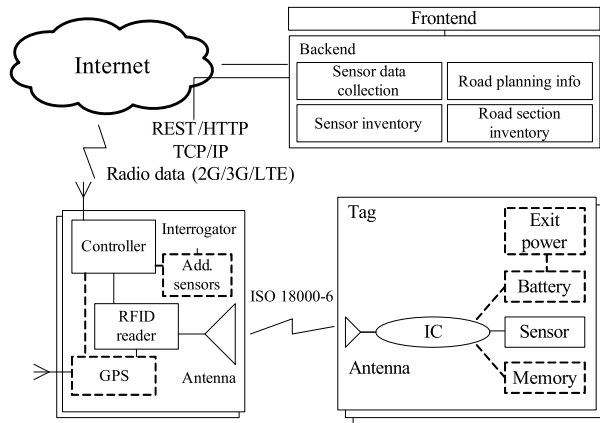 Internet
Frontend
Backend
Sensor data
collection
Road planning info
Sensor inventory
Road section
inventory
REST/HTTP
TCP/IP
Radio data (2G/3G/LTE)
Controller
Interrogator
Add.
sensors
RFID
reader
GPS
Antenna
ISO 18000-6
Tag
Exit
power
Battery
IC
Sensor
Antenna
Memory